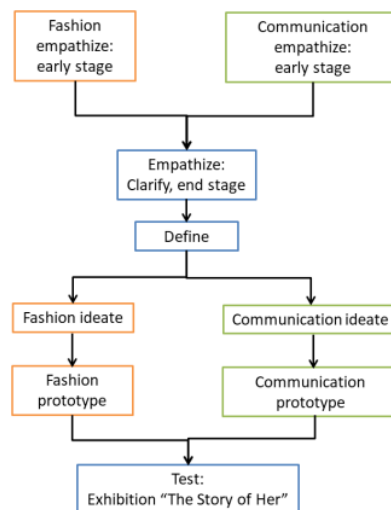 Fashion
empathize:
early stage
Communication
empathize:
early stage
Empathize:
Clarify, end stage
Define
Fashion ideate
Communication ideate
Fashion
prototype
Communication
prototype
Test:
Exhibition “The Story of Her”